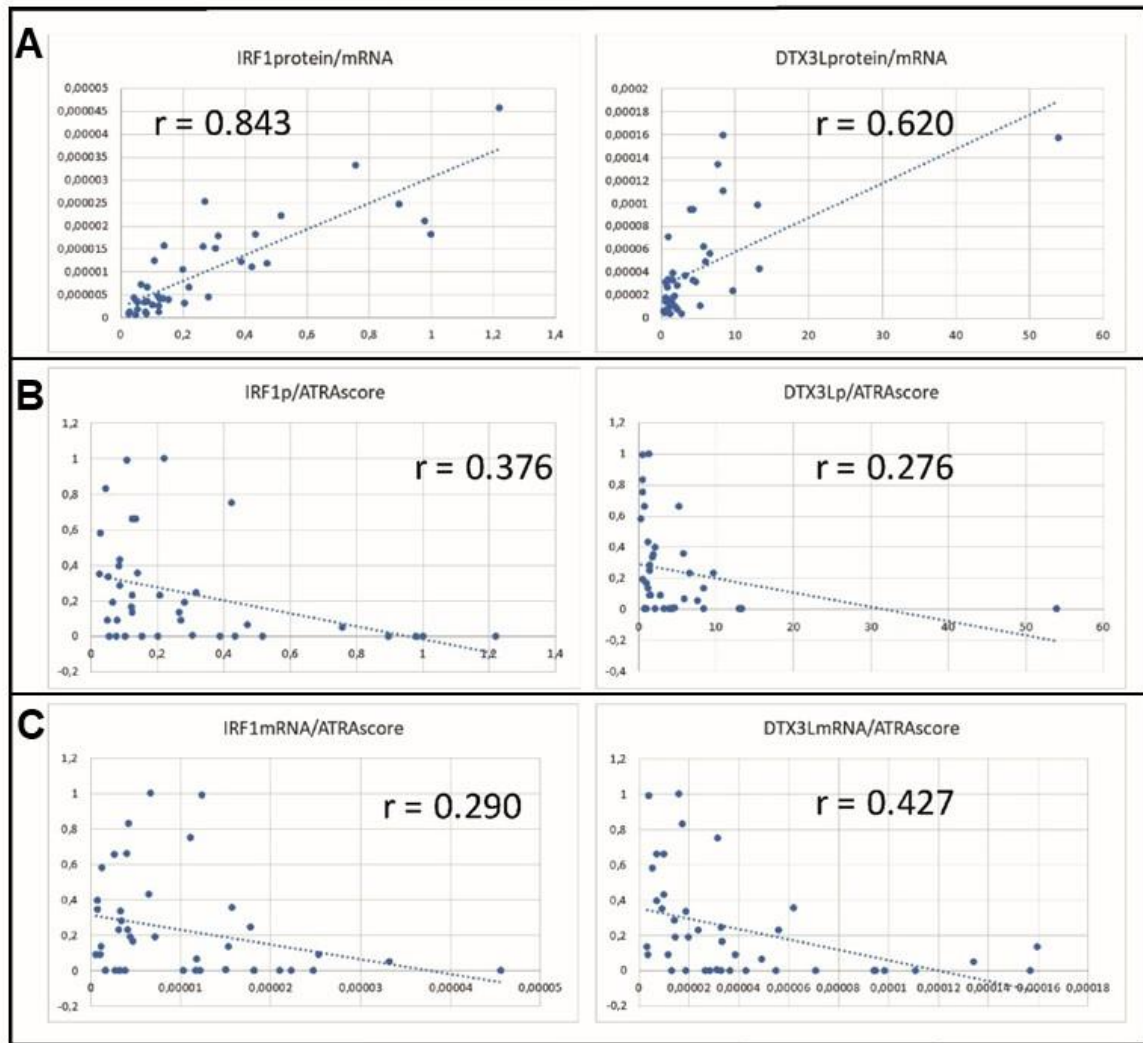 A
IRF1protein/mRNA
r = 0.843
0,00005
0,000045
0,00004
0,000035
0,00003
0,000025
0,00002
0,000015
0,00001
0,000005
0
0 0,2 0,4 0,6 0,8 1 1,2 1,4
DTX3Lprotein/mRNA
r = 0.620
0,0002
0,00018
0,00016
0,00014
0,00012
0,0001
0,00008
0,00006
0,00004
0,00002
0
0 10 20 30 40 50 60
B
IRF1p/ATRAscore
r = 0.376
1,2
1
0,8
0,6
0,4
0,2
0
-0,2
0 0,2 0,4 0,6 0,8 1 1,2 1,4
DTX3Lp/ATRAscore
r = 0.276
1,2
1
0,8
0,6
0,4
0,2
0
-0,2
-0,4
0 10 20 30 40 50 60
C
IRF1mRNA/ATRAscore
r = 0.290
1,2
1
0,8
0,6
0,4
0,2
0
-0,2
0 0,00001 0,00002 0,00003 0,00004 0,00005
DTX3LmRNA/ATRAscore
r = 0.427
1,2
1
0,8
0,6
0,4
0,2
0
-0,2
0 0,00002 0,00004 0,00006 0,00008 0,0001 0,00012 0,00014 0,00016 0,00018